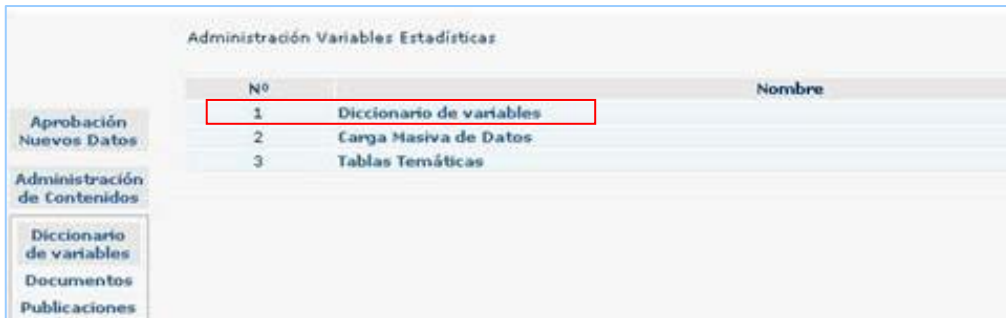 Administración Variables Estadísticas
Nº Nombre
1 Diccionario de variables
2 Carga Masiva de Datos
3 Tablas Temáticas
Aprobación
Nuevos Datos
Administración
de Contenidos
Diccionario
de variables
Documentos
Publicaciones